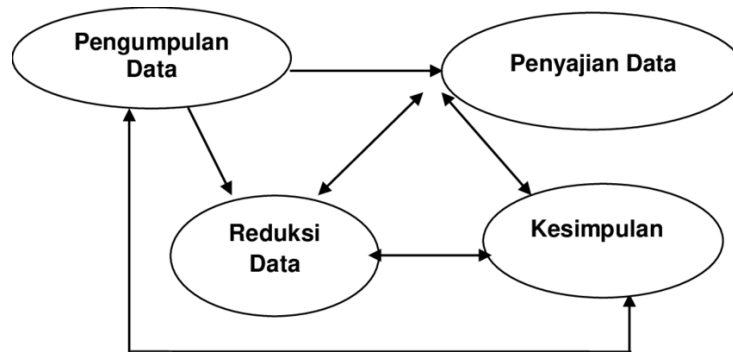 Pengumpulan
Data
Penyajian Data
Reduksi
Data
Kesimpulan